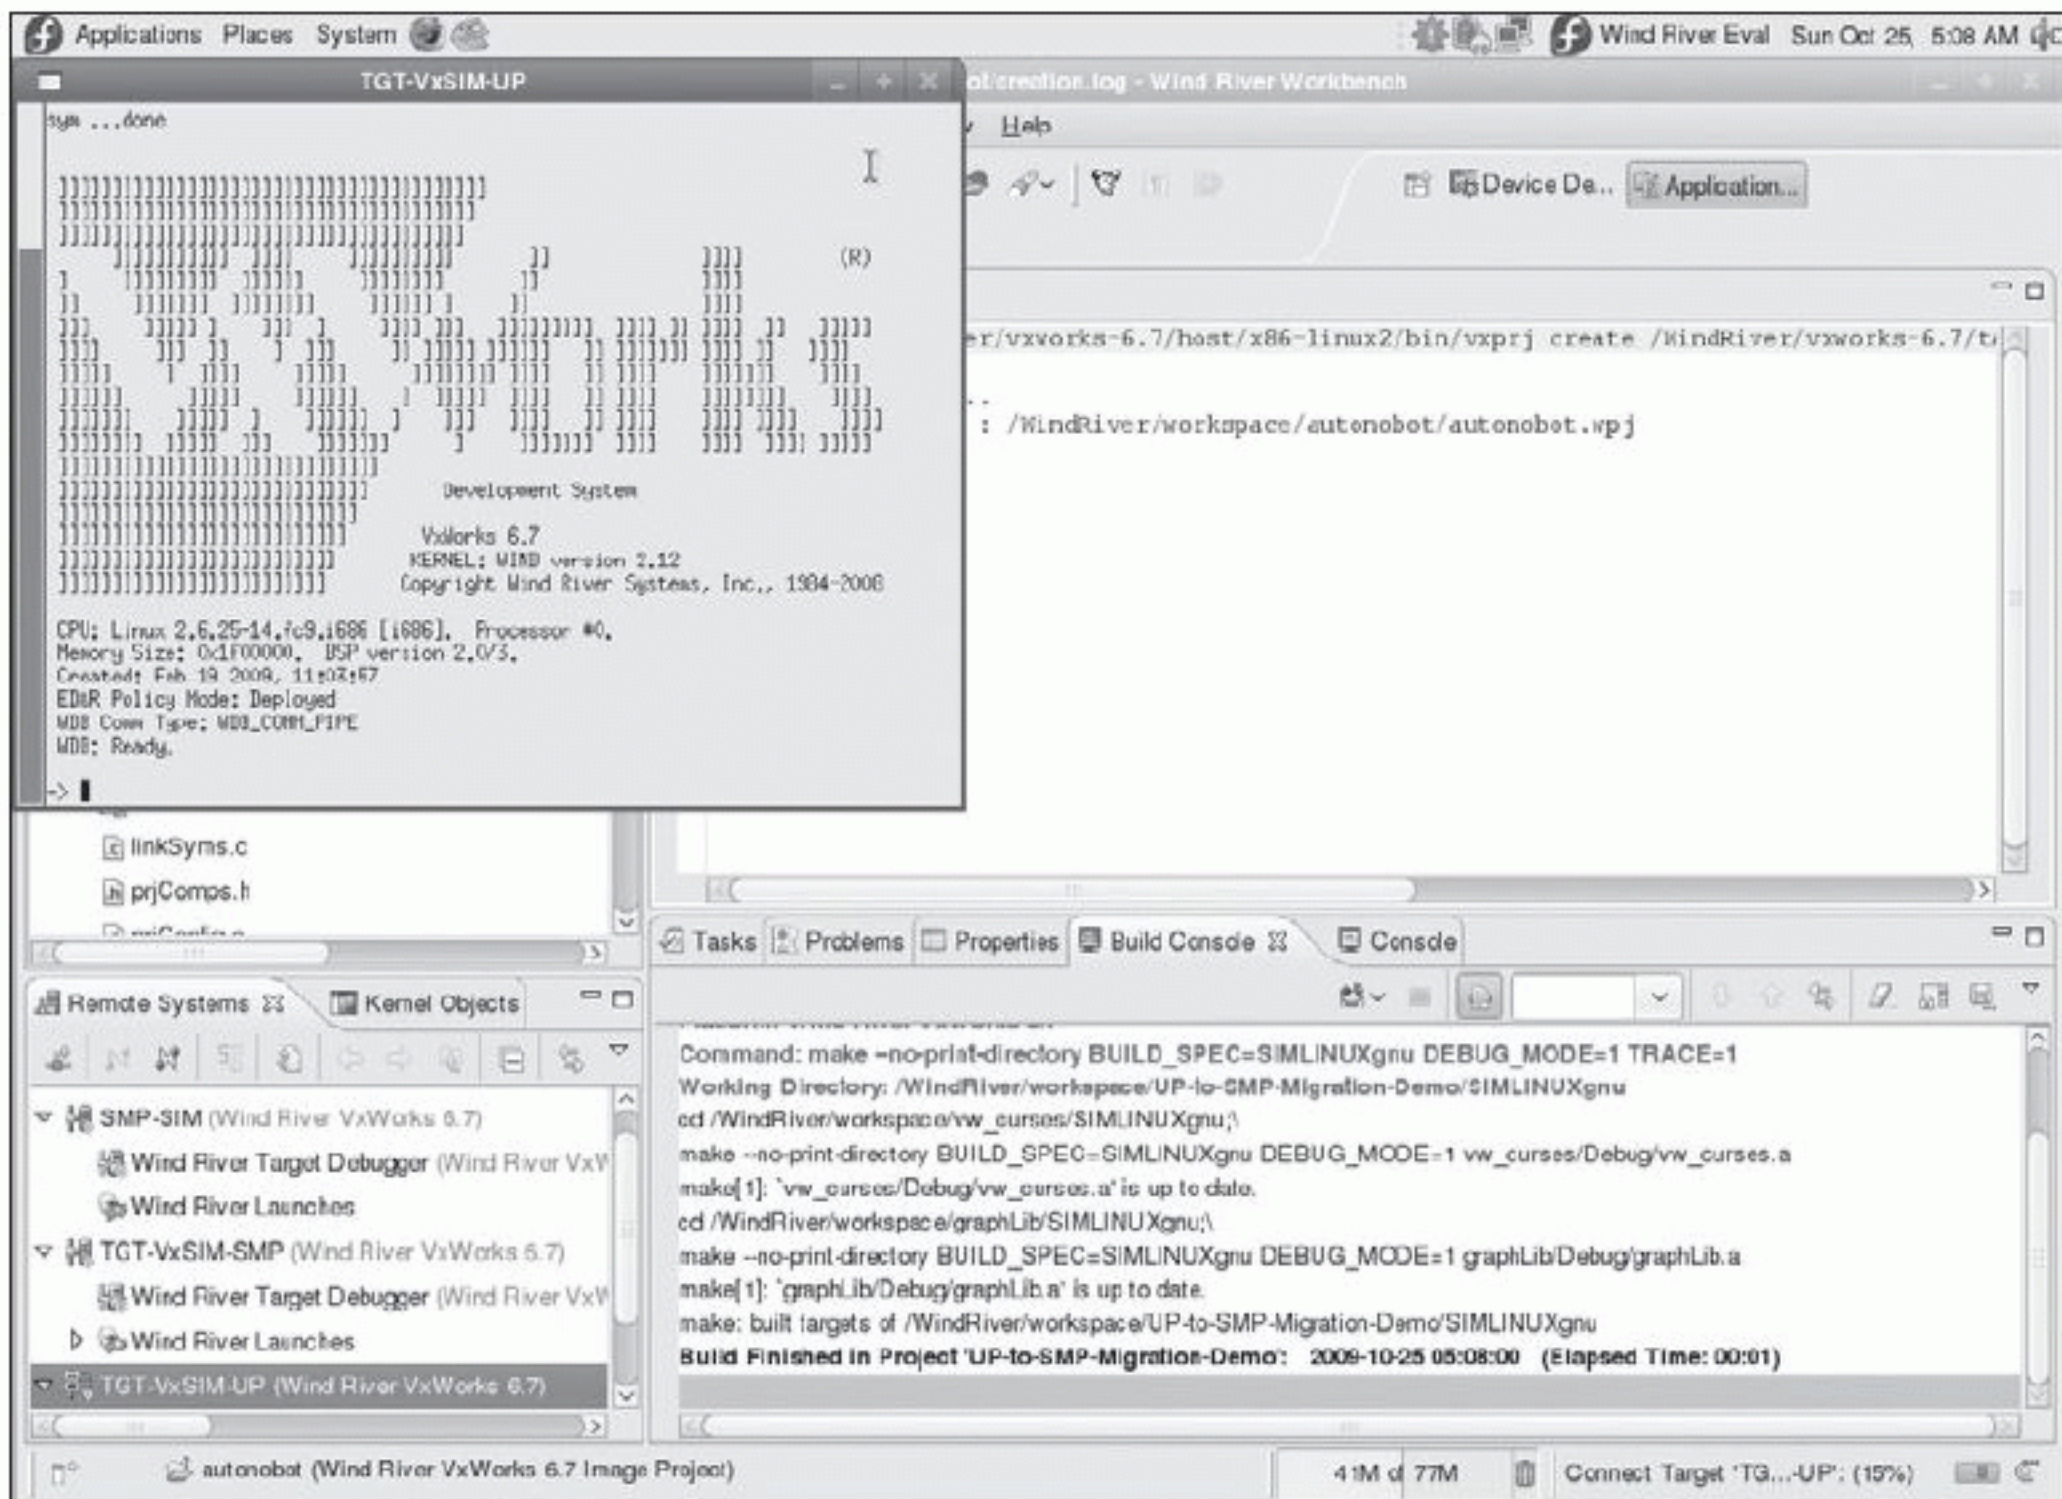 Applications Places System
Wind River Eval Sun Oct 25, 5:08 AM
TGT-VxSIM-UP
ot/creation.log - Wind River Workbench
Help
sym ...done
Device De... Application...
(R)
VxWorks
er/vxworks-6.7/host/x86-linux2/bin/vxprj create /WindRiver/vxworks-6.7/t
..
: /WindRiver/workspace/autonobot/autonobot.wpj
Development System
VxWorks 6.7
KERNEL: WIND version 2.12
Copyright Wind River Systems, Inc., 1984-2008
CPU: Linux 2.6.25-14.fc9.i686 [i686]. Processor #0.
Memory Size: 0x1f00000. BSP version 2.0/3.
Created: Feb 19 2009,
ED&R Policy Mode: Deployed
WDB Comm Type: WDB_COMM_PIPE
WDB: Ready.
->
linkSyms.c
prjComps.h
prjConfig.c
Tasks Problems Properties Build Console Console
Remote Systems Kernel Objects
Command: make --no-print-directory BUILD_SPEC=SIMLINUXgnu DEBUG_MODE=1 TRACE=1
Working Directory: /WindRiver/workspace/UP-to-SMP-Migration-Demo/SIMLINUXgnu
cd /WindRiver/workspace/vw_curses/SIMLINUXgnu;\
make --no-print-directory BUILD_SPEC=SIMLINUXgnu DEBUG_MODE=1 vw_curses/Debug/vw_curses.a
make[1]: `vw_curses/Debug/vw_curses.a' is up to date.
cd /WindRiver/workspace/graphLib/SIMLINUXgnu;\
make --no-print-directory BUILD_SPEC=SIMLINUXgnu DEBUG_MODE=1 graphLib/Debug/graphLib.a
make[1]: `graphLib/Debug/graphLib.a' is up to date.
make: built targets of /WindRiver/workspace/UP-to-SMP-Migration-Demo/SIMLINUXgnu
Build Finished in Project 'UP-to-SMP-Migration-Demo': 2009-10-25 05:08:00 (Elapsed Time: 00:01)
SMP-SIM (Wind River VxWorks 6.7)
Wind River Target Debugger (Wind River VxW
Wind River Launches
TGT-VxSIM-SMP (Wind River VxWorks 6.7)
Wind River Target Debugger (Wind River VxW
Wind River Launches
TGT-VxSIM-UP (Wind River VxWorks 6.7)
autonobot (Wind River VxWorks 6.7 Image Project)
41M of 77M
Connect Target 'TG...-UP': (15%)